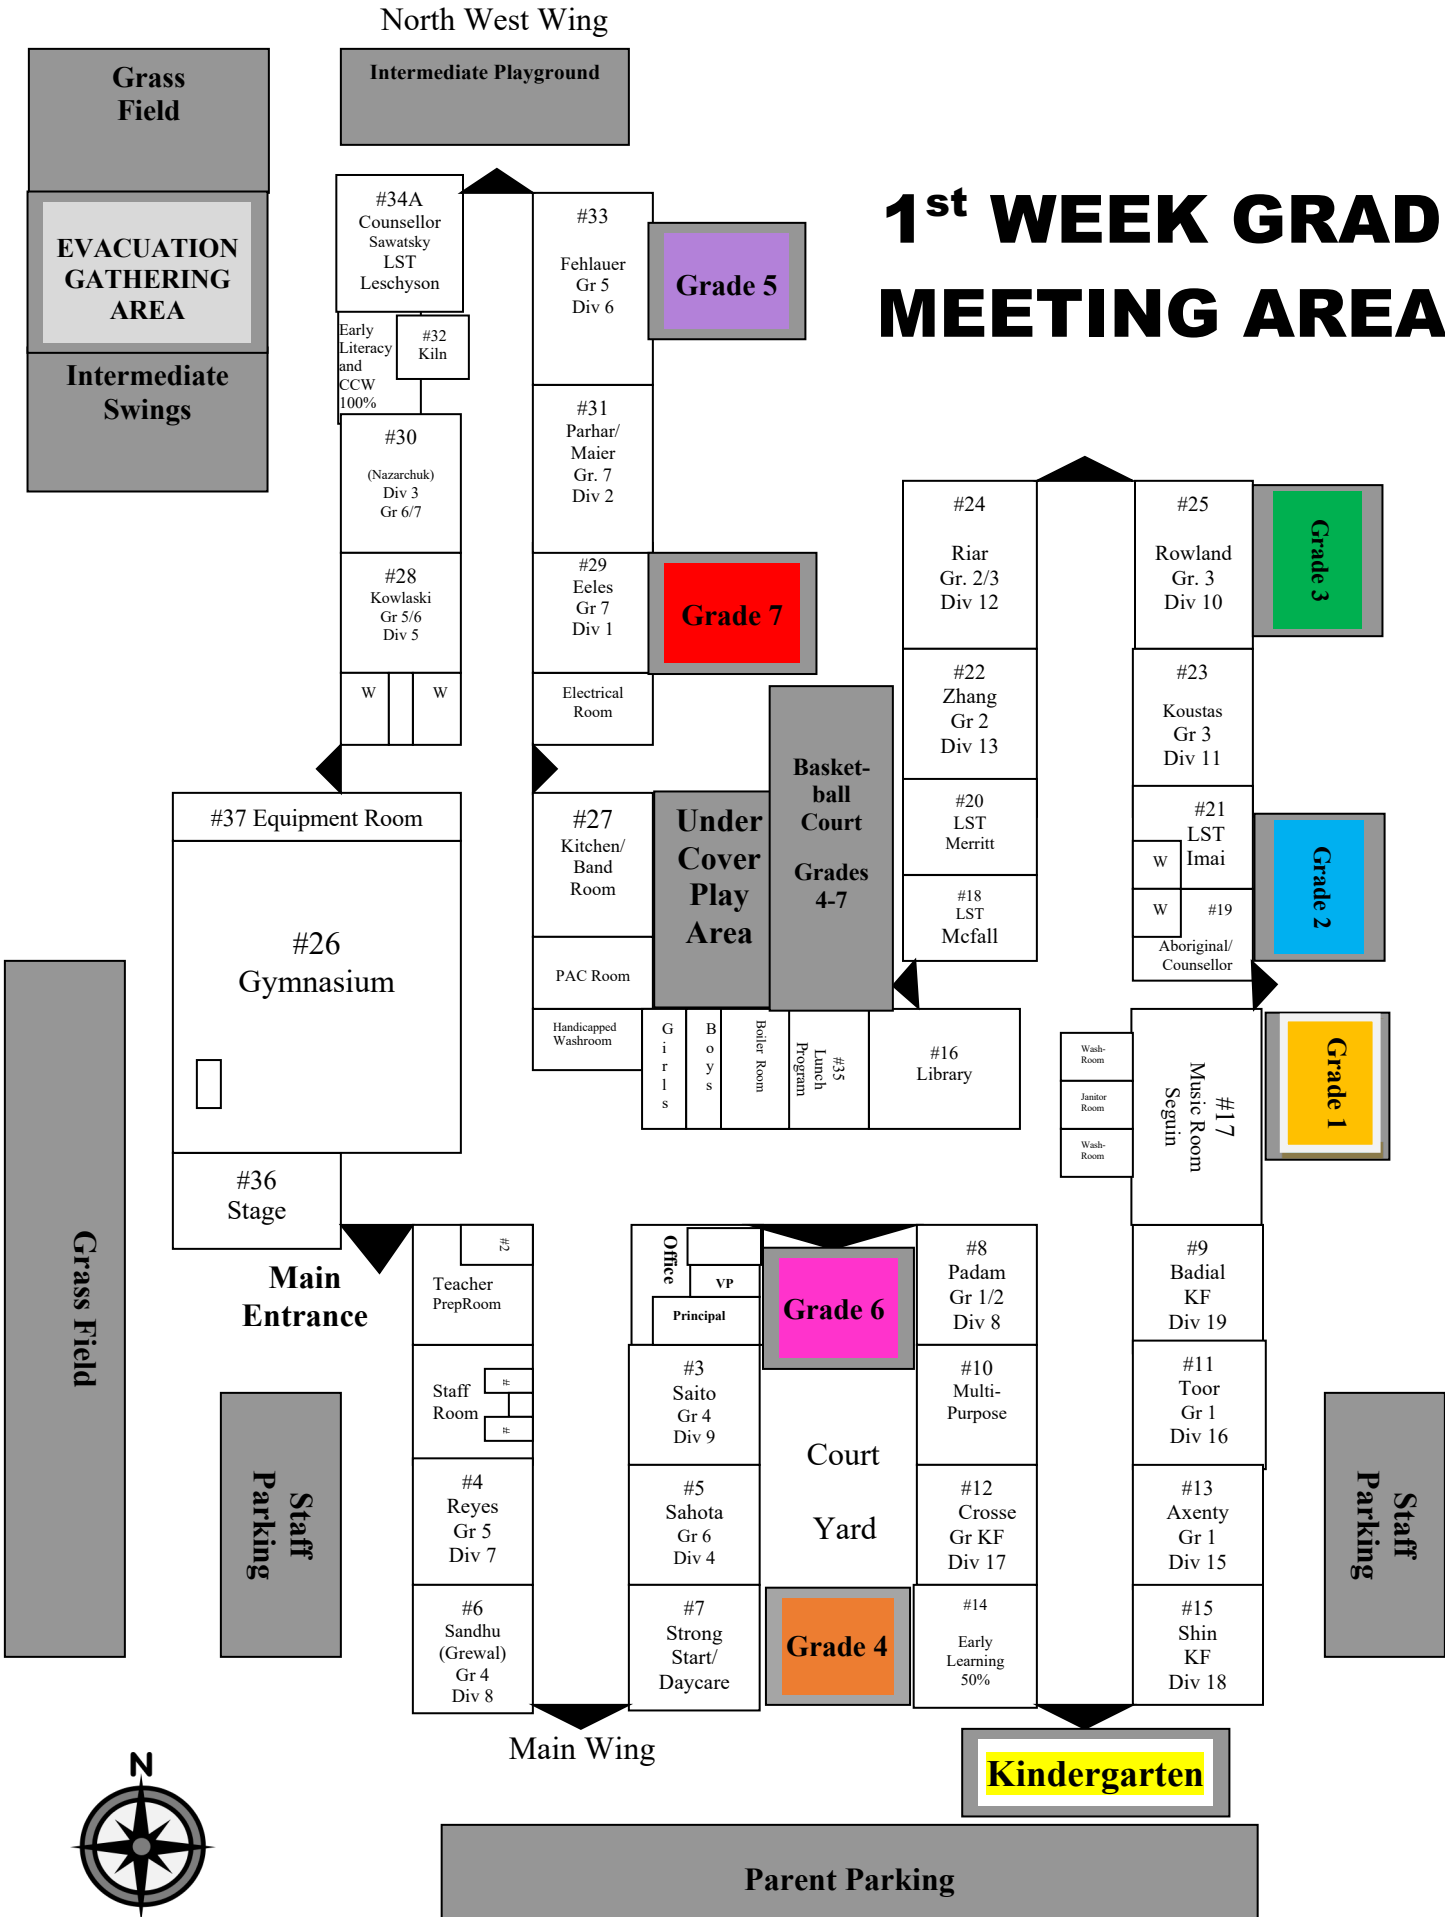 North West Wing
Grass
Field
Intermediate Playground
1st WEEK GRAD
MEETING AREA
EVACUATION
GATHERING
AREA
Intermediate
Swings
#34A
Counsellor
Sawatsky
LST
Leschyson
#33
Fehlauer
Gr 5
Div 6
Grade 5
Early
Literacy
and
CCW
100%
#32
Kiln
#30
(Nazarchuk)
Div 3
Gr 6/7
#31
Parhar/
Maier
Gr. 7
Div 2
#28
Kowlaski
Gr 5/6
Div 5
#29
Eeles
Gr 7
Div 1
Grade 7
W
W
Electrical
Room
#24
Riar
Gr. 2/3
Div 12
#25
Rowland
Gr. 3
Div 10
Grade 3
#22
Zhang
Gr 2
Div 13
#23
Koustas
Gr 3
Div 11
#20
LST
Merritt
#21
LST
Imai
W
#18
LST
Mcfall
W
#19
Aboriginal/
Counsellor
Grade 2
#37 Equipment Room
#26
Gymnasium
#27
Kitchen/
Band
Room
Under
Cover
Play
Area
Basket-
ball
Court
Grades
4-7
PAC Room
Handicapped
Washroom
Girls
Boys
Boiler Room
#35
Lunch
Program
#16
Library
Wash-
Room
Janitor
Room
Wash-
Room
#17
Music Room
Seguin
Grade 1
#36
Stage
Main
Entrance
Grass Field
#2
Teacher
PrepRoom
Office
VP
Principal
Grade 6
#8
Padam
Gr 1/2
Div 8
#9
Badial
KF
Div 19
Staff
Room
#
#
#3
Saito
Gr 4
Div 9
Court
Yard
#10
Multi-
Purpose
#11
Toor
Gr 1
Div 16
Staff
Parking
#4
Reyes
Gr 5
Div 7
#5
Sahota
Gr 6
Div 4
#12
Crosse
Gr KF
Div 17
#13
Axenty
Gr 1
Div 15
Staff
Parking
#6
Sandhu
(Grewal)
Gr 4
Div 8
#7
Strong
Start/
Daycare
Grade 4
#14
Early
Learning
50%
#15
Shin
KF
Div 18
Main Wing
Kindergarten
N
Parent Parking